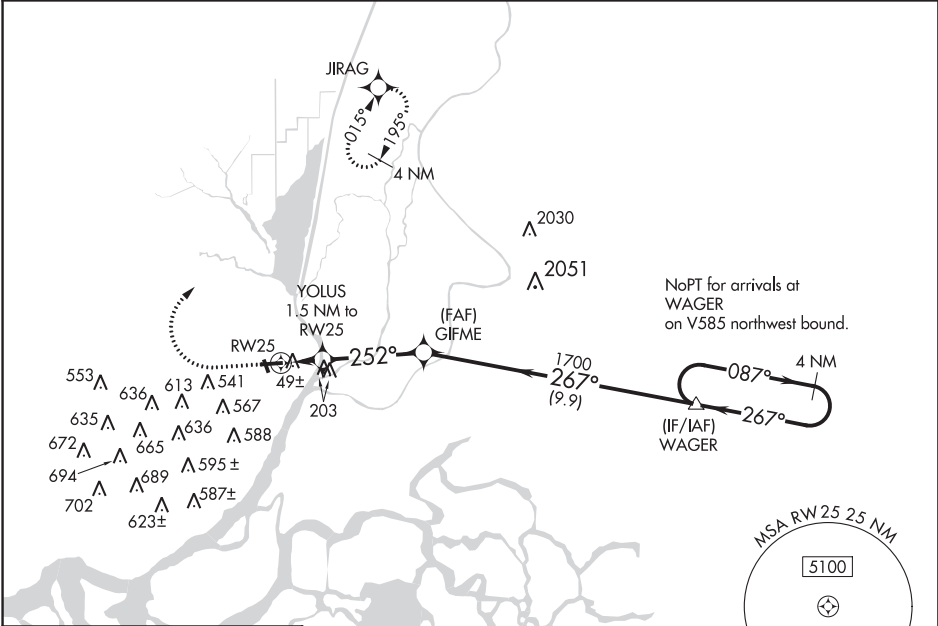 JIRAG
015°
195°
4 NM
2030
2051
NoPT for arrivals at
WAGER
on V585 northwest bound.
YOLUS
1.5 NM to
RW25
(FAF)
GIFME
RW25
252°
1700
267°
(9.9)
087°
4 NM
267°
(IF/IAF)
WAGER
49±
203
553
541
613
636
567
635
636
588
672
665
694
595 ±
689
702
587±
623±
MSA RW25 25 NM
5100